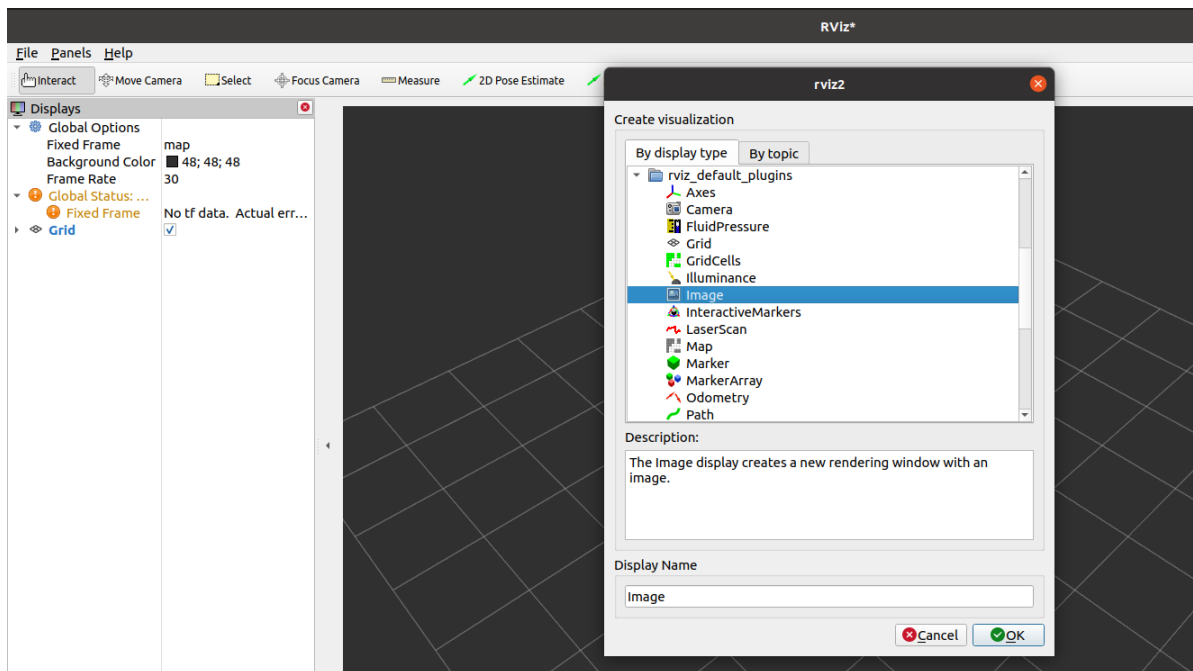 RViz*
File Panels Help
Interact Move Camera Select Focus Camera Measure 2D Pose Estimate
Displays
Global Options
Fixed Frame map
Background Color 48; 48; 48
Frame Rate 30
Global Status: ...
Fixed Frame No tf data. Actual err...
Grid
rviz2
Create visualization
By display type By topic
rviz_default_plugins
Axes
Camera
FluidPressure
Grid
GridCells
Illuminance
Image
InteractiveMarkers
LaserScan
Map
Marker
MarkerArray
Odometry
Path
Description:
The Image display creates a new rendering window with an
image.
Display Name
Image
Cancel OK